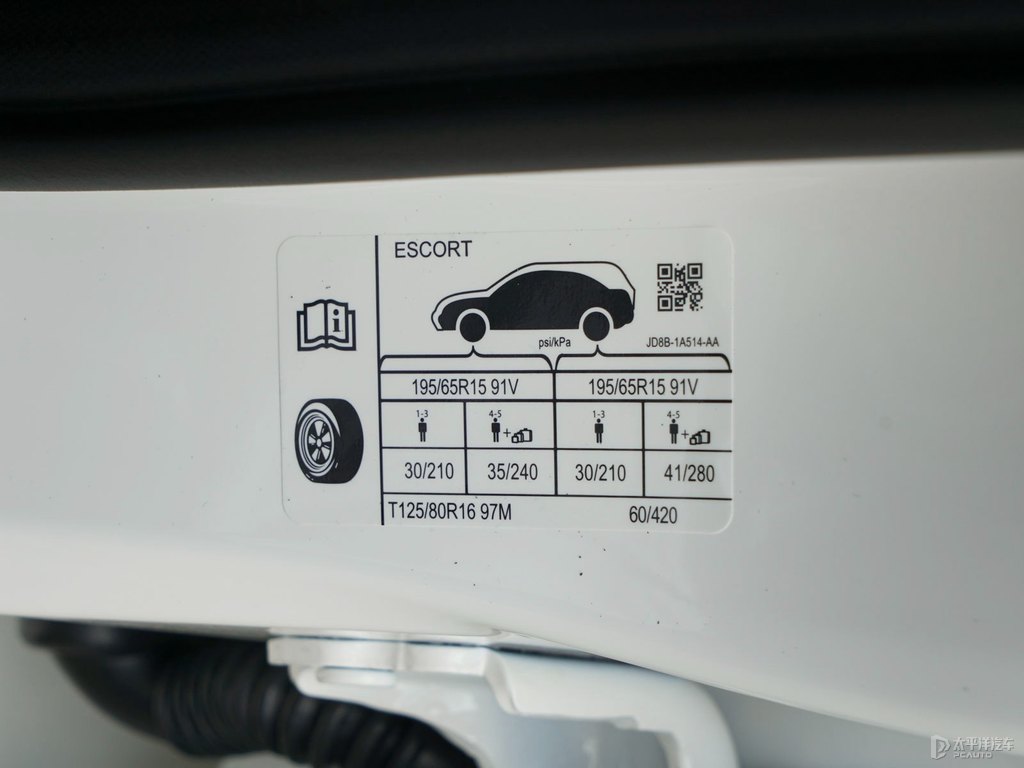 ESCORT
psi/kPa
JD8B-1A514-AA
195/65R15 91V 195/65R15 91V
1-3 4-5 1-3 4-5
+ +
30/210 35/240 30/210 41/280
T125/80R16 97M 60/420
太平洋汽车
PCAUTO